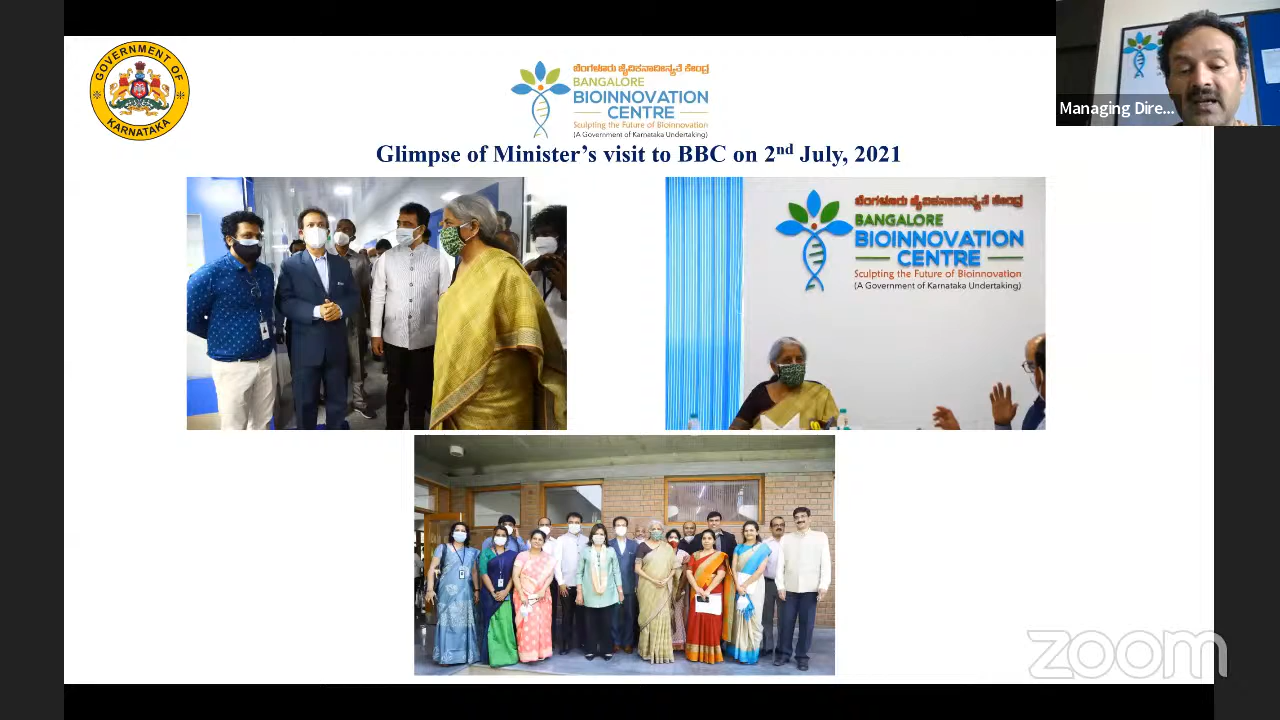 GOVERNMENT OF
KARNATAKA
ಬೆಂಗಳೂರು ಜೈವಿಕನಾವೀನ್ಯತೆ ಕೇಂದ್ರ
BANGALORE
BIOINNOVATION
CENTRE
Sculpting the Future of Bioinnovation
(A Government of Karnataka Undertaking)
Managing Dire...
Glimpse of Minister's visit to BBC on 2nd July, 2021
ಬೆಂಗಳೂರು ಜೈವಿಕನಾವೀನ್ಯತೆ ಕೇಂದ್ರ
BANGALORE
BIOINNOVATION
CENTRE
Sculpting the Future of Bioinnovation
(A Government of Karnataka Undertaking)
zoom